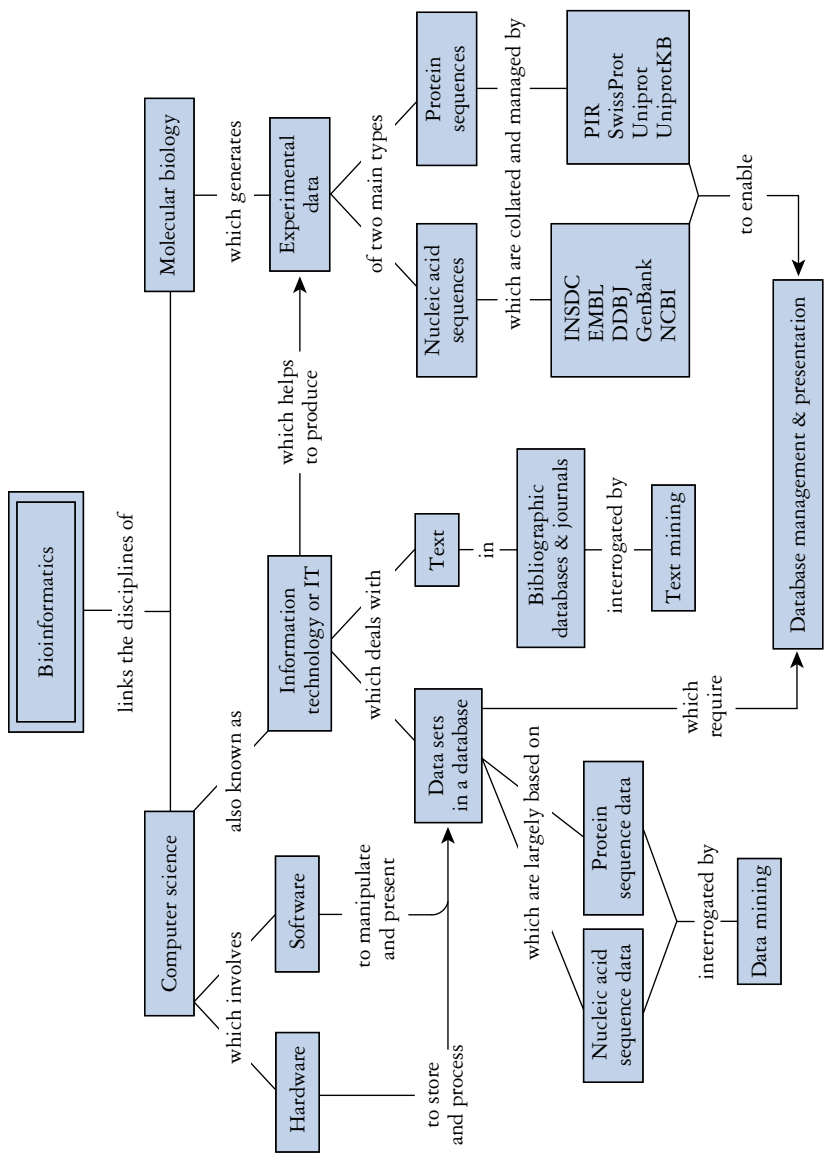 Bioinformatics
links the disciplines of
Computer science
Molecular biology
which involves
also known as
which generates
Hardware
Software
Information
technology or IT
which helps
to produce
Experimental
data
to manipulate
and present
which deals with
of two main types
to store
and process
Data sets
in a database
Text
Nucleic acid
sequences
Protein
sequences
in
which are collated and managed by
which are largely based on
Bibliographic
databases & journals
INSDC
EMBL
DDBJ
GenBank
NCBI
PIR
SwissProt
Uniprot
UniprotKB
Nucleic acid
sequence data
Protein
sequence data
interrogated by
Text mining
which
require
interrogated by
to enable
Data mining
Database management & presentation